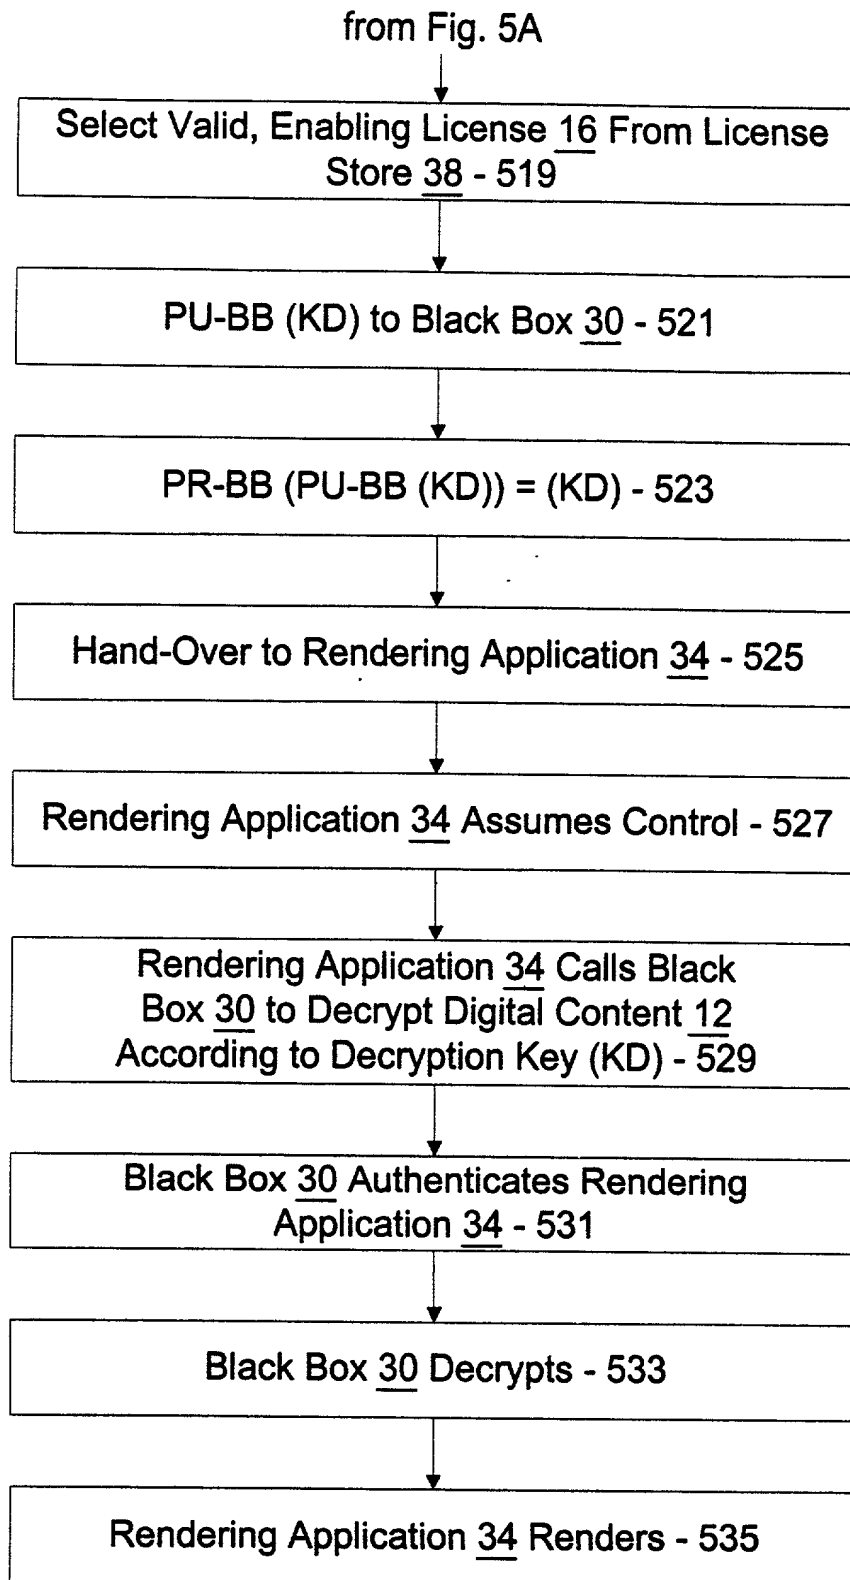 from Fig. 5A
Select Valid, Enabling License 16 From License
Store 38 - 519
PU-BB (KD) to Black Box 30 - 521
PR-BB (PU-BB (KD)) = (KD) - 523
Hand-Over to Rendering Application 34 - 525
Rendering Application 34 Assumes Control - 527
Rendering Application 34 Calls Black
Box 30 to Decrypt Digital Content 12
According to Decryption Key (KD) - 529
Black Box 30 Authenticates Rendering
Application 34 - 531
Black Box 30 Decrypts - 533
Rendering Application 34 Renders - 535